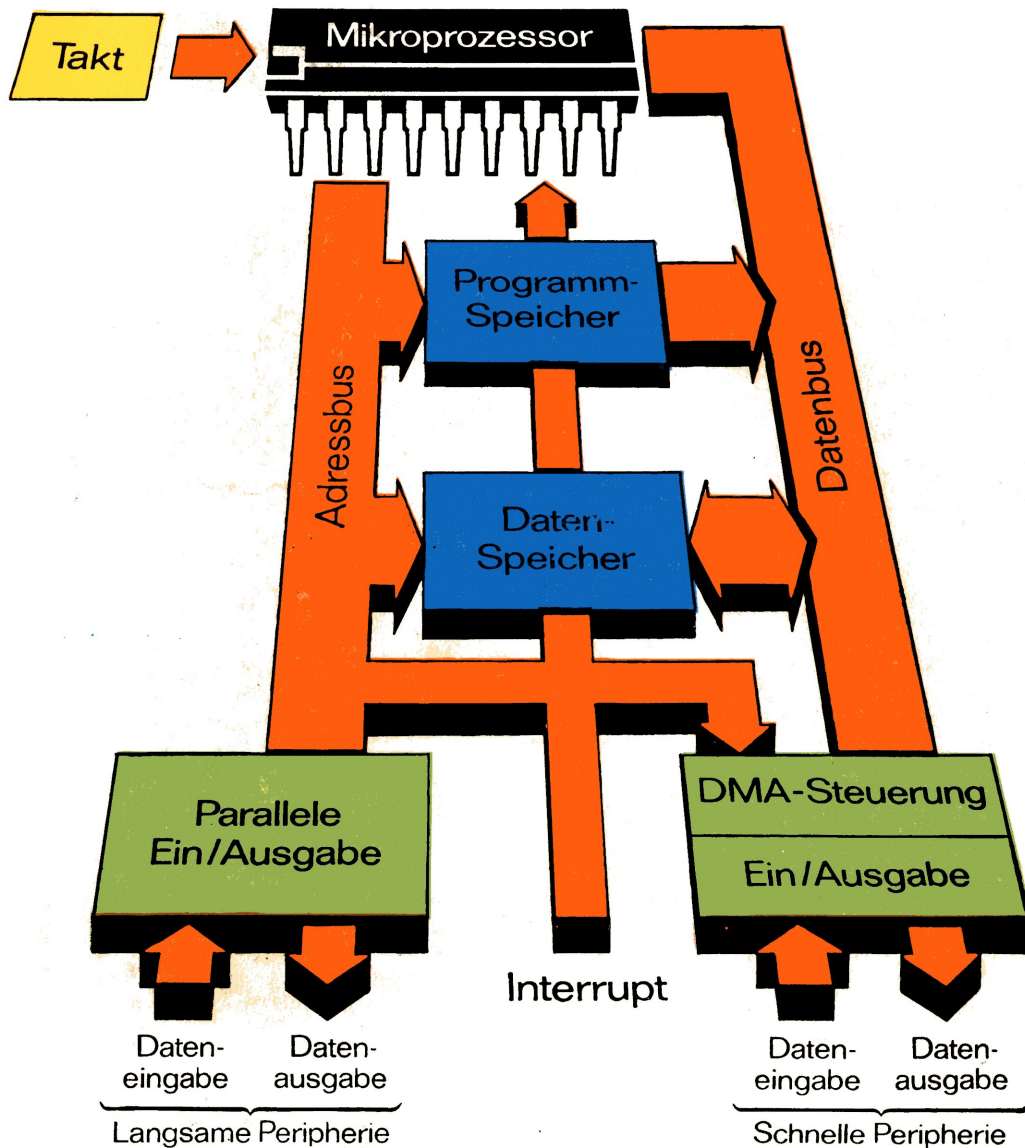 Takt
Mikroprozessor
Programm-
Speicher
Adressbus
Datenbus
Daten-
Speicher
Parallele
Ein/Ausgabe
DMA-Steuerung
Ein/Ausgabe
Interrupt
Daten-
eingabe
Daten-
ausgabe
Langsame Peripherie
Daten-
eingabe
Daten-
ausgabe
Schnelle Peripherie